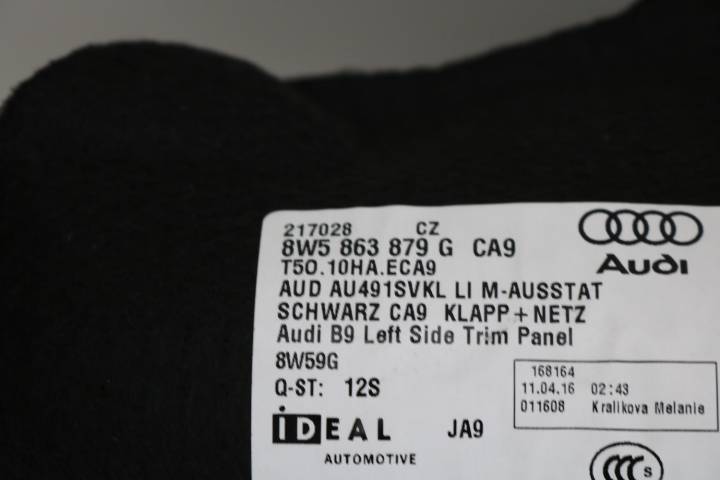 217028 CZ
8W5 863 879 G CA9
T50.10HA.ECA9
AUD AU491SVKL LI M-AUSSTAT
SCHWARZ CA9 KLAPP+NETZ
Audi B9 Left Side Trim Panel
8W59G
Q-ST: 12S
iDEAL
AUTOMOTIVE
JA9
Audi
168164
11.04.16 02:43
011608 Kralikova Melanie
CCC S